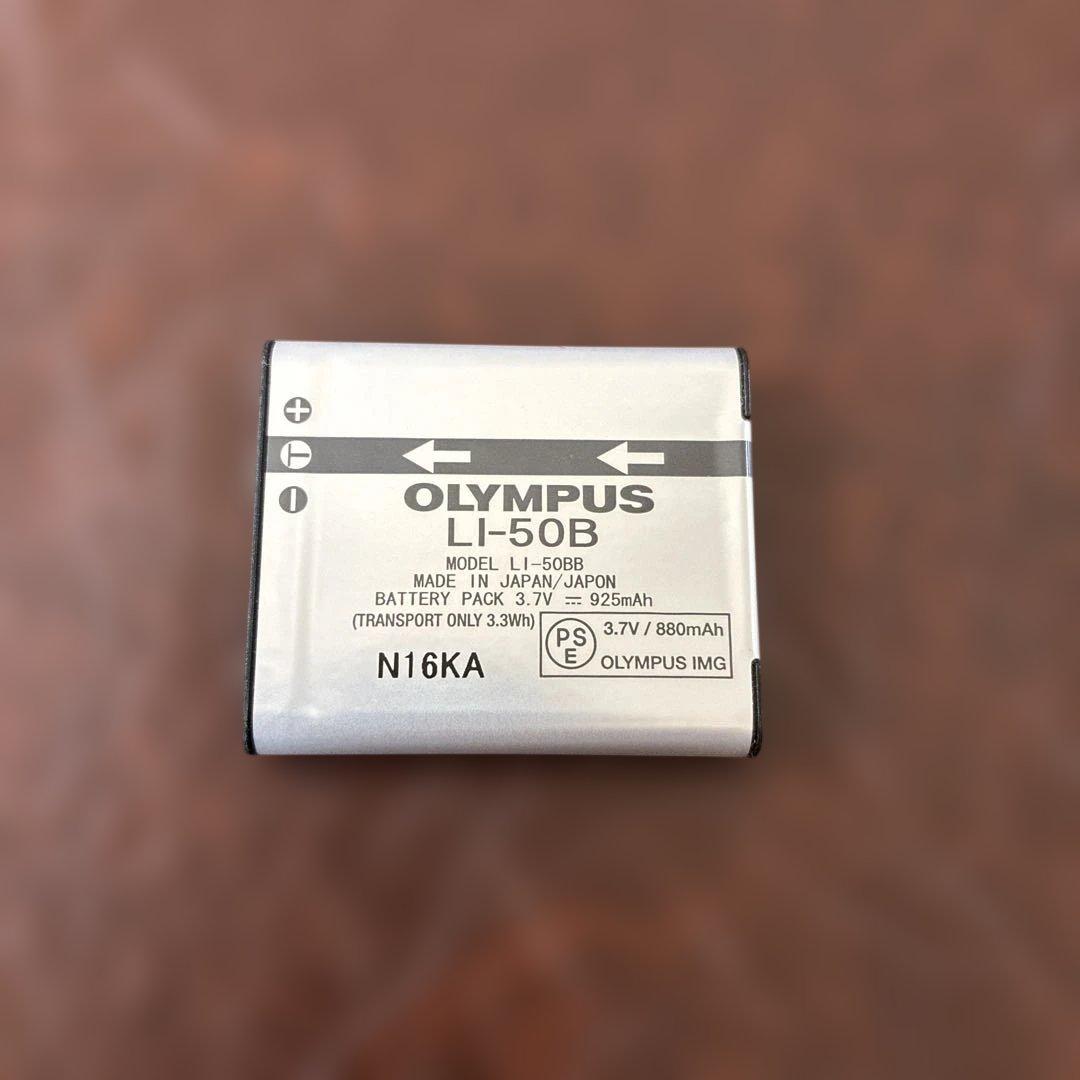 OLYMPUS
LI-50B
MODEL LI-50BB
MADE IN JAPAN/JAPON
BATTERY PACK 3.7V ⎓ 925mAh
(TRANSPORT ONLY 3.3Wh)
N16KA
PSE
3.7V / 880mAh
OLYMPUS IMG